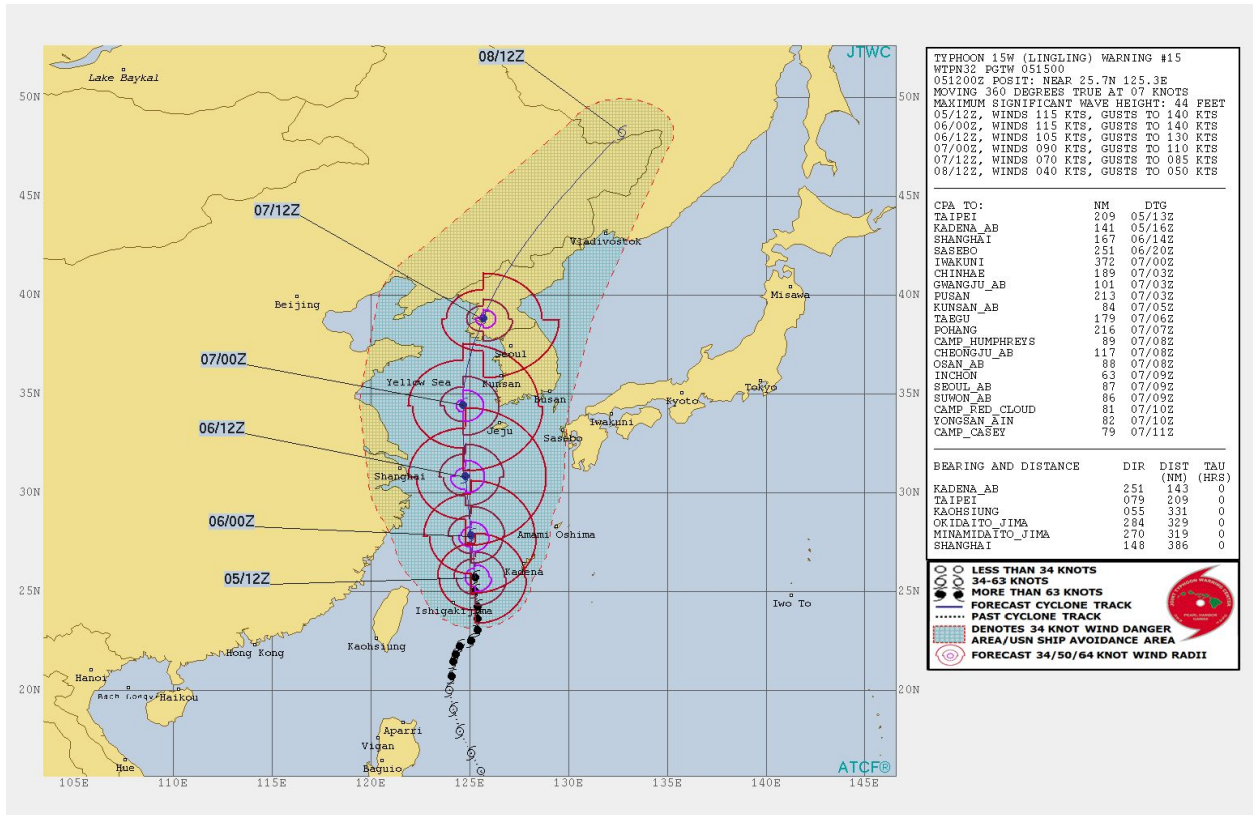 08/12Z
JTWC
Lake Baykal
50N
50N
45N
45N
07/12Z
Vladivostok
40N
40N
Beijing
Misawa
07/00Z
Seoul
Yellow Sea
Kunsan
35N
35N
Busan
Kyoto
Tokyo
06/12Z
Jeju
Iwakuni
Sasebo
Shanghai
30N
30N
06/00Z
Amami Oshima
05/12Z
Kadena
25N
25N
Ishigakijima
Iwo To
Kaohsiung
Hong Kong
Hanoi
Haikou
20N
20N
Aparri
Vigan
Baguio
Hue
ATCF®
105E 110E 115E 120E 125E 130E 135E 140E 145E
TYPHOON 15W (LINGLING) WARNING #15
WTPN32 PGTW 051500
051200Z POSIT: NEAR 25.7N 125.3E
MOVING 360 DEGREES TRUE AT 07 KNOTS
MAXIMUM SIGNIFICANT WAVE HEIGHT: 44 FEET
05/12Z, WINDS 115 KTS, GUSTS TO 140 KTS
06/00Z, WINDS 115 KTS, GUSTS TO 140 KTS
06/12Z, WINDS 105 KTS, GUSTS TO 130 KTS
07/00Z, WINDS 090 KTS, GUSTS TO 110 KTS
07/12Z, WINDS 070 KTS, GUSTS TO 085 KTS
08/12Z, WINDS 040 KTS, GUSTS TO 050 KTS
CPA TO: NM DTG
TAIPEI 209 05/13Z
KADENA_AB 141 05/16Z
SHANGHAI 167 06/14Z
SASEBO 251 06/20Z
IWAKUNI 372 07/00Z
CHINHAE 189 07/03Z
GWANGJU_AB 101 07/03Z
PUSAN 213 07/03Z
KUNSAN_AB 84 07/05Z
TAEGU 179 07/06Z
POHANG 216 07/07Z
CAMP_HUMPHREYS 89 07/08Z
CHEONGJU_AB 117 07/08Z
OSAN_AB 88 07/08Z
INCHON 63 07/09Z
SEOUL_AB 87 07/09Z
SUWON_AB 86 07/09Z
CAMP_RED_CLOUD 81 07/10Z
YONGSAN_AIN 82 07/10Z
CAMP_CASEY 79 07/11Z
BEARING AND DISTANCE DIR DIST TAU
(NM) (HRS)
KADENA_AB 251 143 0
TAIPEI 079 209 0
KAOHSIUNG 055 331 0
OKIDAITO_JIMA 284 329 0
MINAMIDAITO_JIMA 270 319 0
SHANGHAI 148 386 0
LESS THAN 34 KNOTS
34-63 KNOTS
MORE THAN 63 KNOTS
FORECAST CYCLONE TRACK
PAST CYCLONE TRACK
DENOTES 34 KNOT WIND DANGER
AREA/USN SHIP AVOIDANCE AREA
FORECAST 34/50/64 KNOT WIND RADII
JOINT TYPHOON WARNING CENTER
PEARL HARBOR
HAWAII